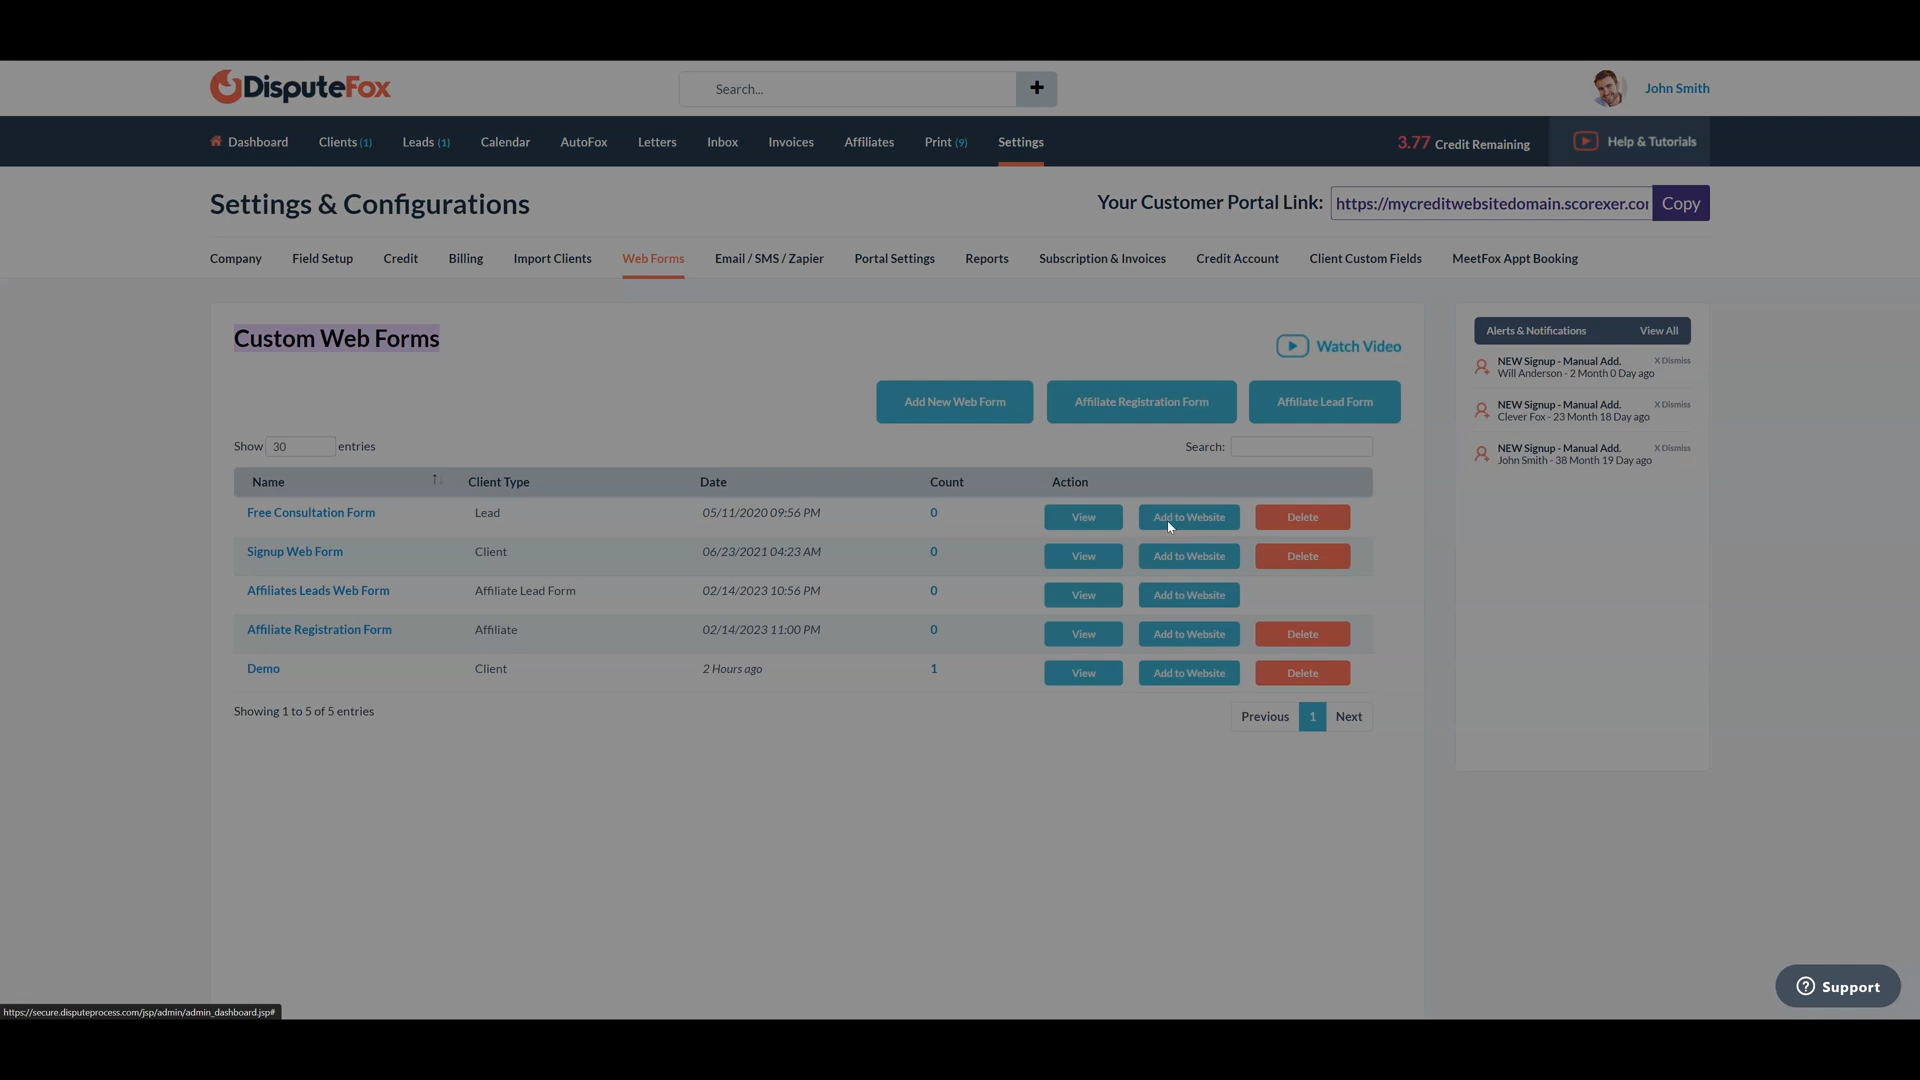 DisputeFox
Search...
John Smith
Dashboard
Clients (1)
Leads (1)
Calendar
AutoFox
Letters
Inbox
Invoices
Affiliates
Print (9)
Settings
3.77 Credit Remaining
Help & Tutorials
Settings & Configurations
Your Customer Portal Link:
https://mycreditwebsitedomain.scorexer.co
Copy
Company
Field Setup
Credit
Billing
Import Clients
Web Forms
Email / SMS / Zapier
Portal Settings
Reports
Subscription & Invoices
Credit Account
Client Custom Fields
MeetFox Appt Booking
Custom Web Forms
Watch Video
Add New Web Form
Affiliate Registration Form
Affiliate Lead Form
Show 30 entries
Search:
Name Client Type Date Count Action
Free Consultation Form Lead 05/11/2020 09:56 PM 0 View Add to Website Delete
Signup Web Form Client 06/23/2021 04:23 AM 0 View Add to Website Delete
Affiliates Leads Web Form Affiliate Lead Form 02/14/2023 10:56 PM 0 View Add to Website
Affiliate Registration Form Affiliate 02/14/2023 11:00 PM 0 View Add to Website Delete
Demo Client 2 Hours ago 1 View Add to Website Delete
Showing 1 to 5 of 5 entries
Previous 1 Next
Alerts & Notifications View All
NEW Signup - Manual Add. X Dismiss
Will Anderson - 2 Month 0 Day ago
NEW Signup - Manual Add. X Dismiss
Clever Fox - 23 Month 18 Day ago
NEW Signup - Manual Add. X Dismiss
John Smith - 38 Month 19 Day ago
Support
https://secure.disputeprocess.com/jsp/admin/admin_dashboard.jsp#